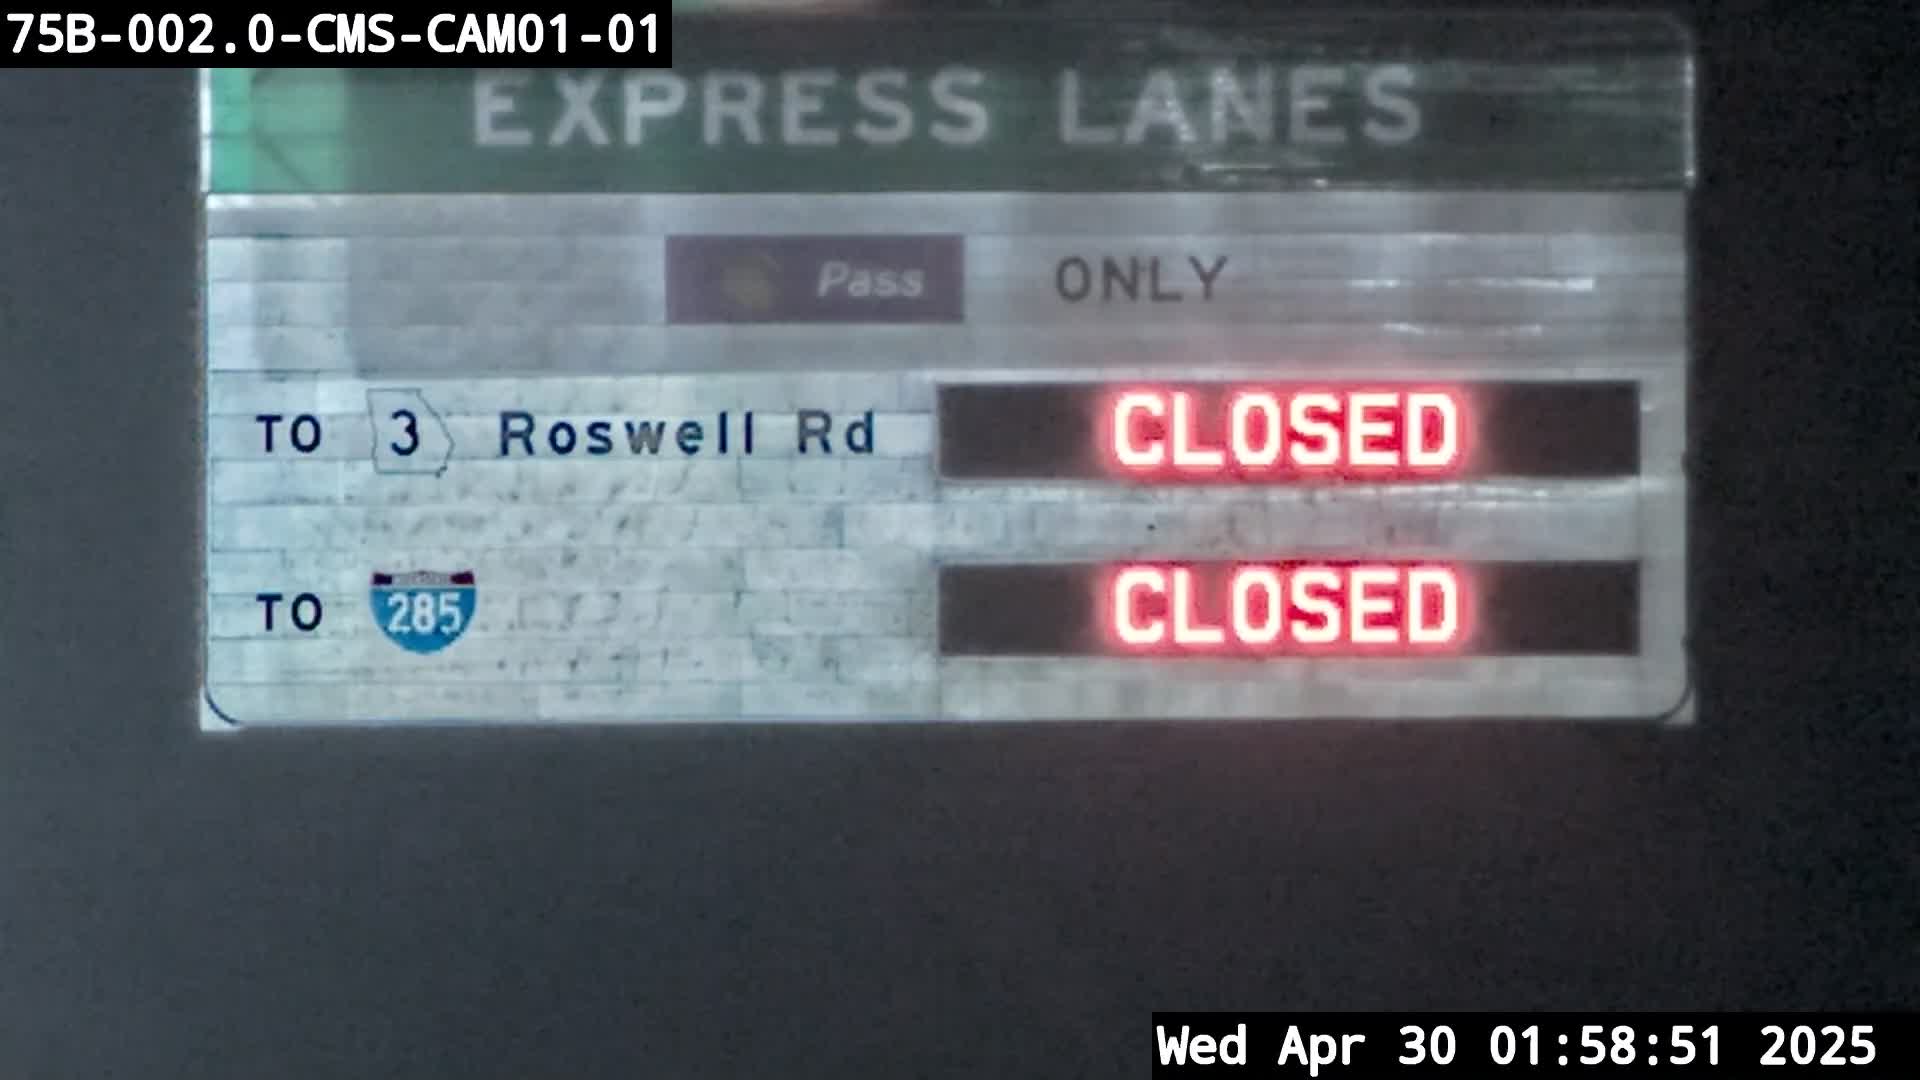 75B-002.0-CMS-CAM01-01
EXPRESS LANES
Pass ONLY
TO 3 Roswell Rd CLOSED
TO 285 CLOSED
Wed Apr 30 01:58:51 2025